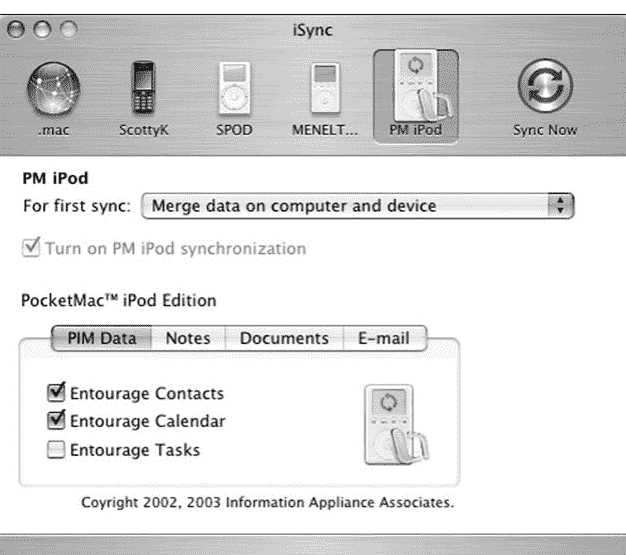 iSync
.mac ScottyK SPOD MENELT... PM iPod Sync Now
PM iPod
For first sync: Merge data on computer and device
Turn on PM iPod synchronization
PocketMac™ iPod Edition
PIM Data Notes Documents E-mail
Entourage Contacts
Entourage Calendar
Entourage Tasks
Coyright 2002, 2003 Information Appliance Associates.